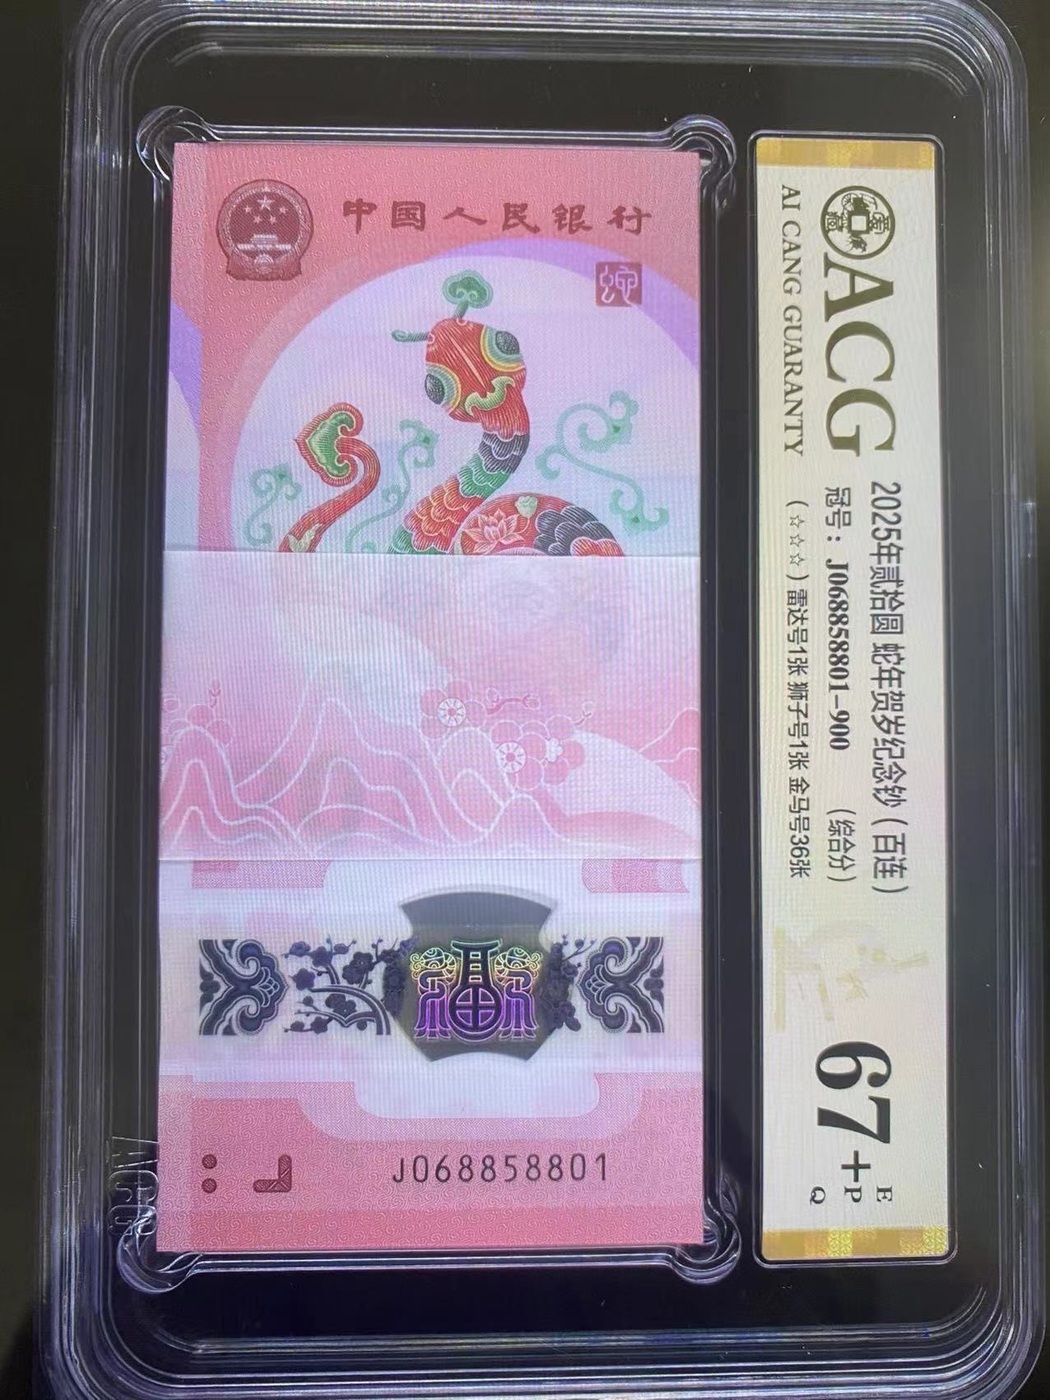 中国人民银行
蛇
J068858801
ACG
AI CANG GUARANTY
2025年贰拾圆 蛇年贺岁纪念钞（百连）
冠号：J068858801-900 （综合分）
（☆☆☆）雷达号1张 狮子号1张 金马号36张
67+
E
P
Q
ACG